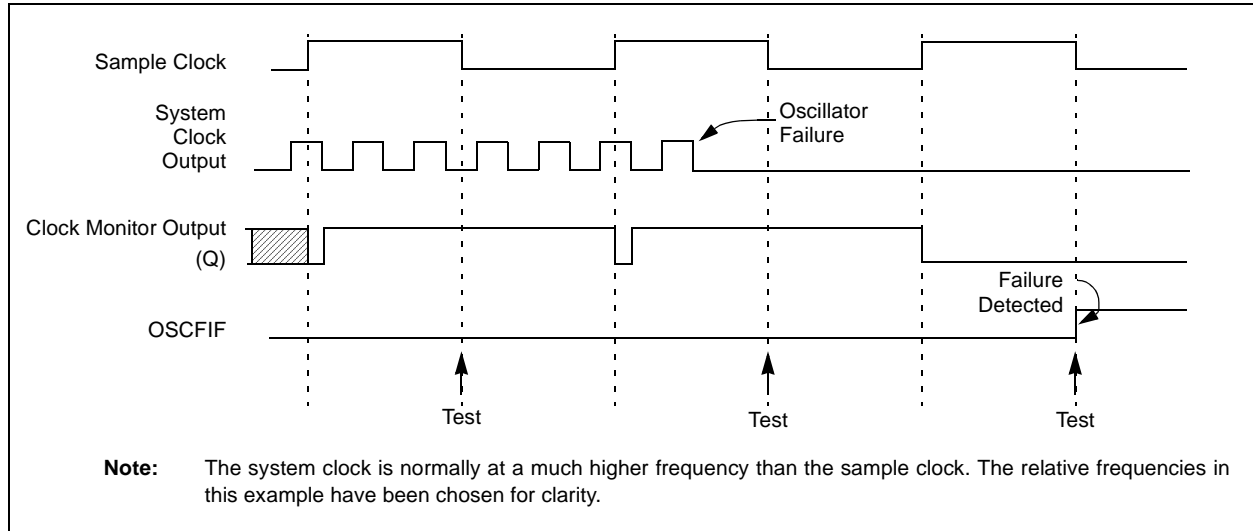 Sample Clock
System
Clock
Output
Oscillator
Failure
Clock Monitor Output
(Q)
Failure
Detected
OSCFIF
Test
Test
Test
Note: The system clock is normally at a much higher frequency than the sample clock. The relative frequencies in
this example have been chosen for clarity.